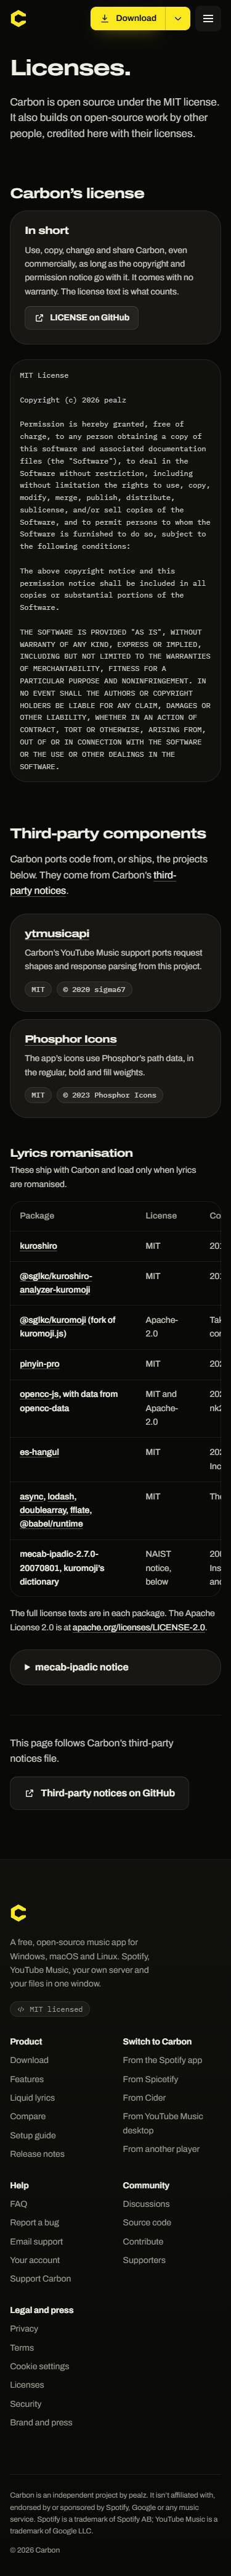 Download
Licenses.
Carbon is open source under the MIT license.
It also builds on open-source work by other
people, credited here with their licenses.
Carbon's license
In short
Use, copy, change and share Carbon, even
commercially, as long as the copyright and
permission notice go with it. It comes with no
warranty. The license text is what counts.
LICENSE on GitHub
MIT License
Copyright (c) 2026 pealz
Permission is hereby granted, free of
charge, to any person obtaining a copy of
this software and associated documentation
files (the "Software"), to deal in the
Software without restriction, including
without limitation the rights to use, copy,
modify, merge, publish, distribute,
sublicense, and/or sell copies of the
Software, and to permit persons to whom the
Software is furnished to do so, subject to
the following conditions:
The above copyright notice and this
permission notice shall be included in all
copies or substantial portions of the
Software.
THE SOFTWARE IS PROVIDED "AS IS", WITHOUT
WARRANTY OF ANY KIND, EXPRESS OR IMPLIED,
INCLUDING BUT NOT LIMITED TO THE WARRANTIES
OF MERCHANTABILITY, FITNESS FOR A
PARTICULAR PURPOSE AND NONINFRINGEMENT. IN
NO EVENT SHALL THE AUTHORS OR COPYRIGHT
HOLDERS BE LIABLE FOR ANY CLAIM, DAMAGES OR
OTHER LIABILITY, WHETHER IN AN ACTION OF
CONTRACT, TORT OR OTHERWISE, ARISING FROM,
OUT OF OR IN CONNECTION WITH THE SOFTWARE
OR THE USE OR OTHER DEALINGS IN THE
SOFTWARE.
Third-party components
Carbon ports code from, or ships, the projects
below. They come from Carbon's third-
party notices.
ytmusicapi
Carbon's YouTube Music support ports request
shapes and response parsing from this project.
MIT © 2020 sigma67
Phosphor Icons
The app's icons use Phosphor's path data, in
the regular, bold and fill weights.
MIT © 2023 Phosphor Icons
Lyrics romanisation
These ship with Carbon and load only when lyrics
are romanised.
Package License Co
kuroshiro MIT 201
@sglkc/kuroshiro- MIT 201
analyzer-kuromoji
@sglkc/kuromoji (fork of Apache- Tak
kuromoji.js) 2.0 con
pinyin-pro MIT 202
opencc-js, with data from MIT and 202
opencc-data Apache- nk2
2.0
es-hangul MIT 202
Inc
async, lodash, MIT The
doublearray, fflate,
@babel/runtime
mecab-ipadic-2.7.0- NAIST 200
20070801, kuromoji's notice, Ins
dictionary below and
The full license texts are in each package. The Apache
License 2.0 is at apache.org/licenses/LICENSE-2.0.
mecab-ipadic notice
This page follows Carbon's third-party
notices file.
Third-party notices on GitHub
A free, open-source music app for
Windows, macOS and Linux. Spotify,
YouTube Music, your own server and
your files in one window.
MIT licensed
Product
Download
Features
Liquid lyrics
Compare
Setup guide
Release notes
Switch to Carbon
From the Spotify app
From Spicetify
From Cider
From YouTube Music
desktop
From another player
Help
FAQ
Report a bug
Email support
Your account
Support Carbon
Community
Discussions
Source code
Contribute
Supporters
Legal and press
Privacy
Terms
Cookie settings
Licenses
Security
Brand and press
Carbon is an independent project by pealz. It isn't affiliated with,
endorsed by or sponsored by Spotify, Google or any music
service. Spotify is a trademark of Spotify AB; YouTube Music is a
trademark of Google LLC.
© 2026 Carbon